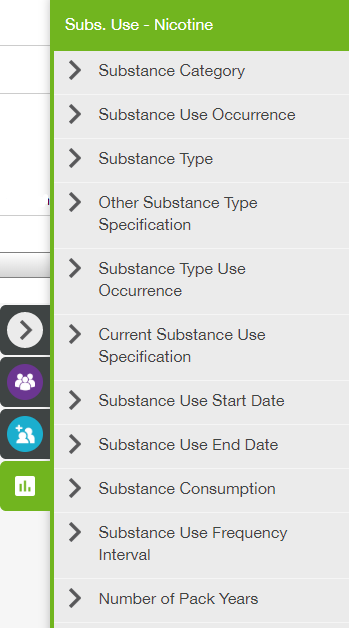 Subs. Use - Nicotine
Substance Category
Substance Use Occurrence
Substance Type
Other Substance Type
Specification
Substance Type Use
Occurrence
Current Substance Use
Specification
Substance Use Start Date
Substance Use End Date
Substance Consumption
Substance Use Frequency
Interval
Number of Pack Years